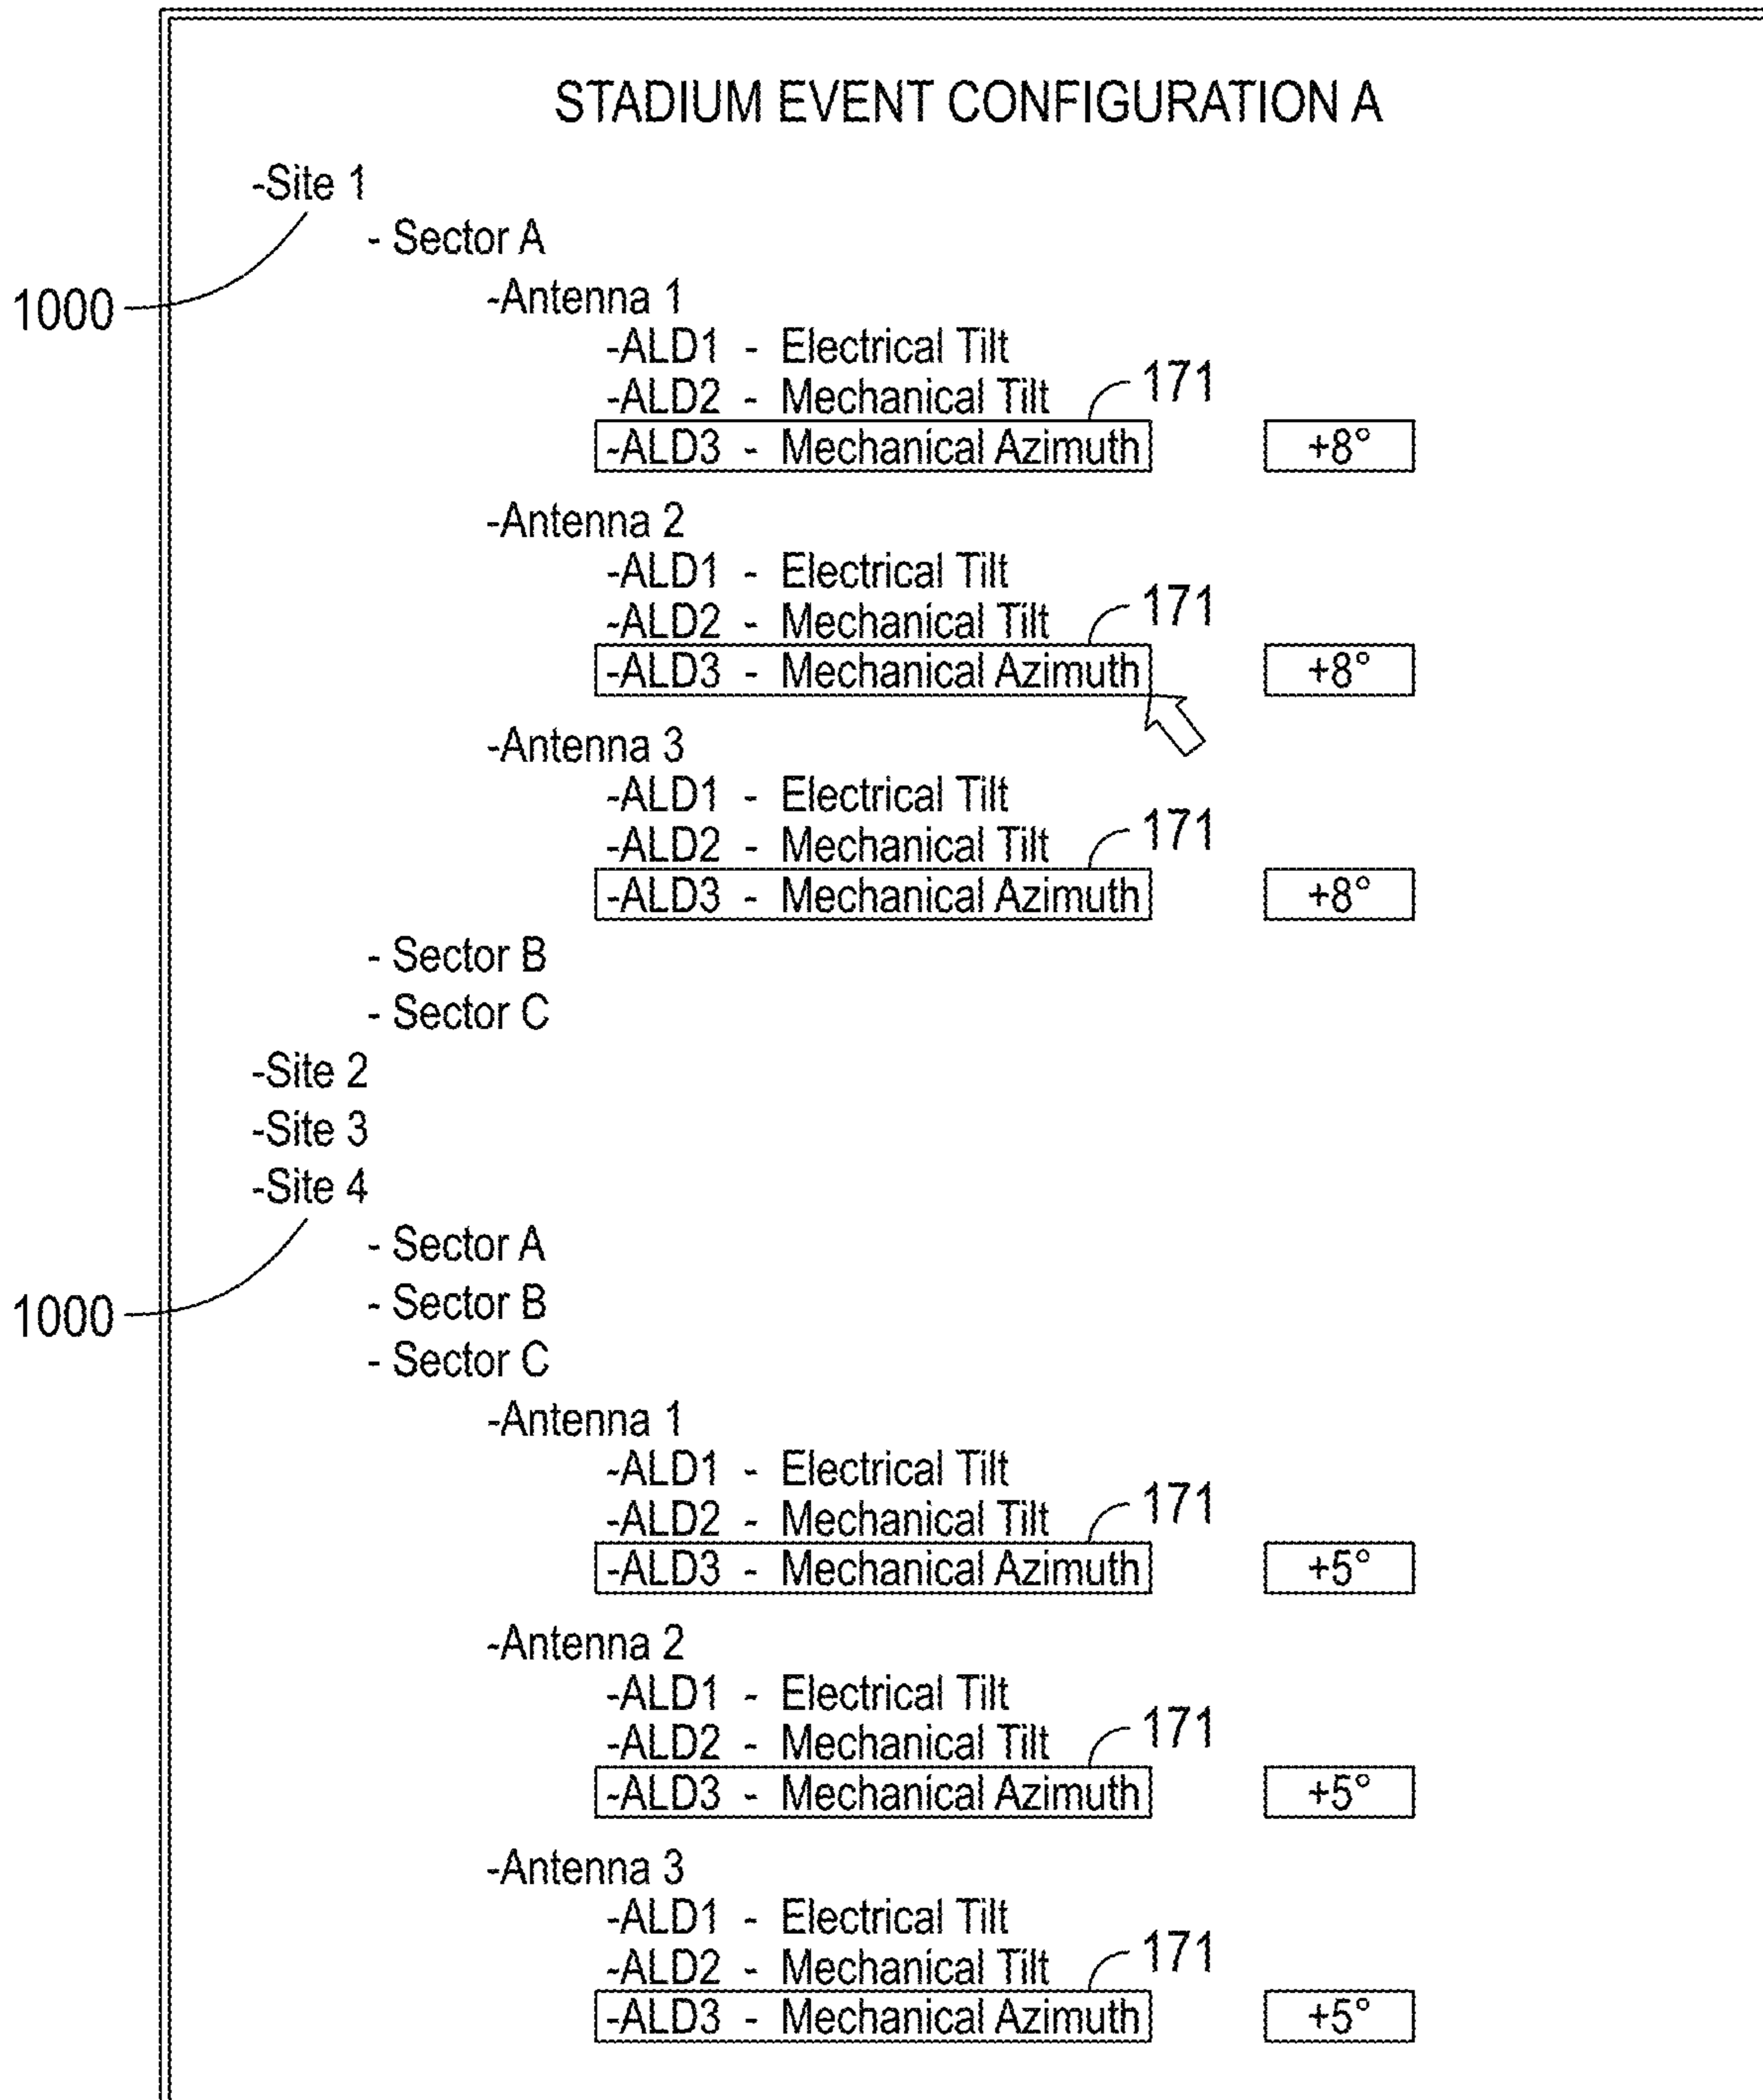 STADIUM EVENT CONFIGURATION A
-Site 1
- Sector A
1000
-Antenna 1
-ALD1 - Electrical Tilt
-ALD2 - Mechanical Tilt 171
-ALD3 - Mechanical Azimuth +8°
-Antenna 2
-ALD1 - Electrical Tilt
-ALD2 - Mechanical Tilt 171
-ALD3 - Mechanical Azimuth +8°
-Antenna 3
-ALD1 - Electrical Tilt
-ALD2 - Mechanical Tilt 171
-ALD3 - Mechanical Azimuth +8°
- Sector B
- Sector C
-Site 2
-Site 3
-Site 4
- Sector A
1000
- Sector B
- Sector C
-Antenna 1
-ALD1 - Electrical Tilt
-ALD2 - Mechanical Tilt 171
-ALD3 - Mechanical Azimuth +5°
-Antenna 2
-ALD1 - Electrical Tilt
-ALD2 - Mechanical Tilt 171
-ALD3 - Mechanical Azimuth +5°
-Antenna 3
-ALD1 - Electrical Tilt
-ALD2 - Mechanical Tilt 171
-ALD3 - Mechanical Azimuth +5°